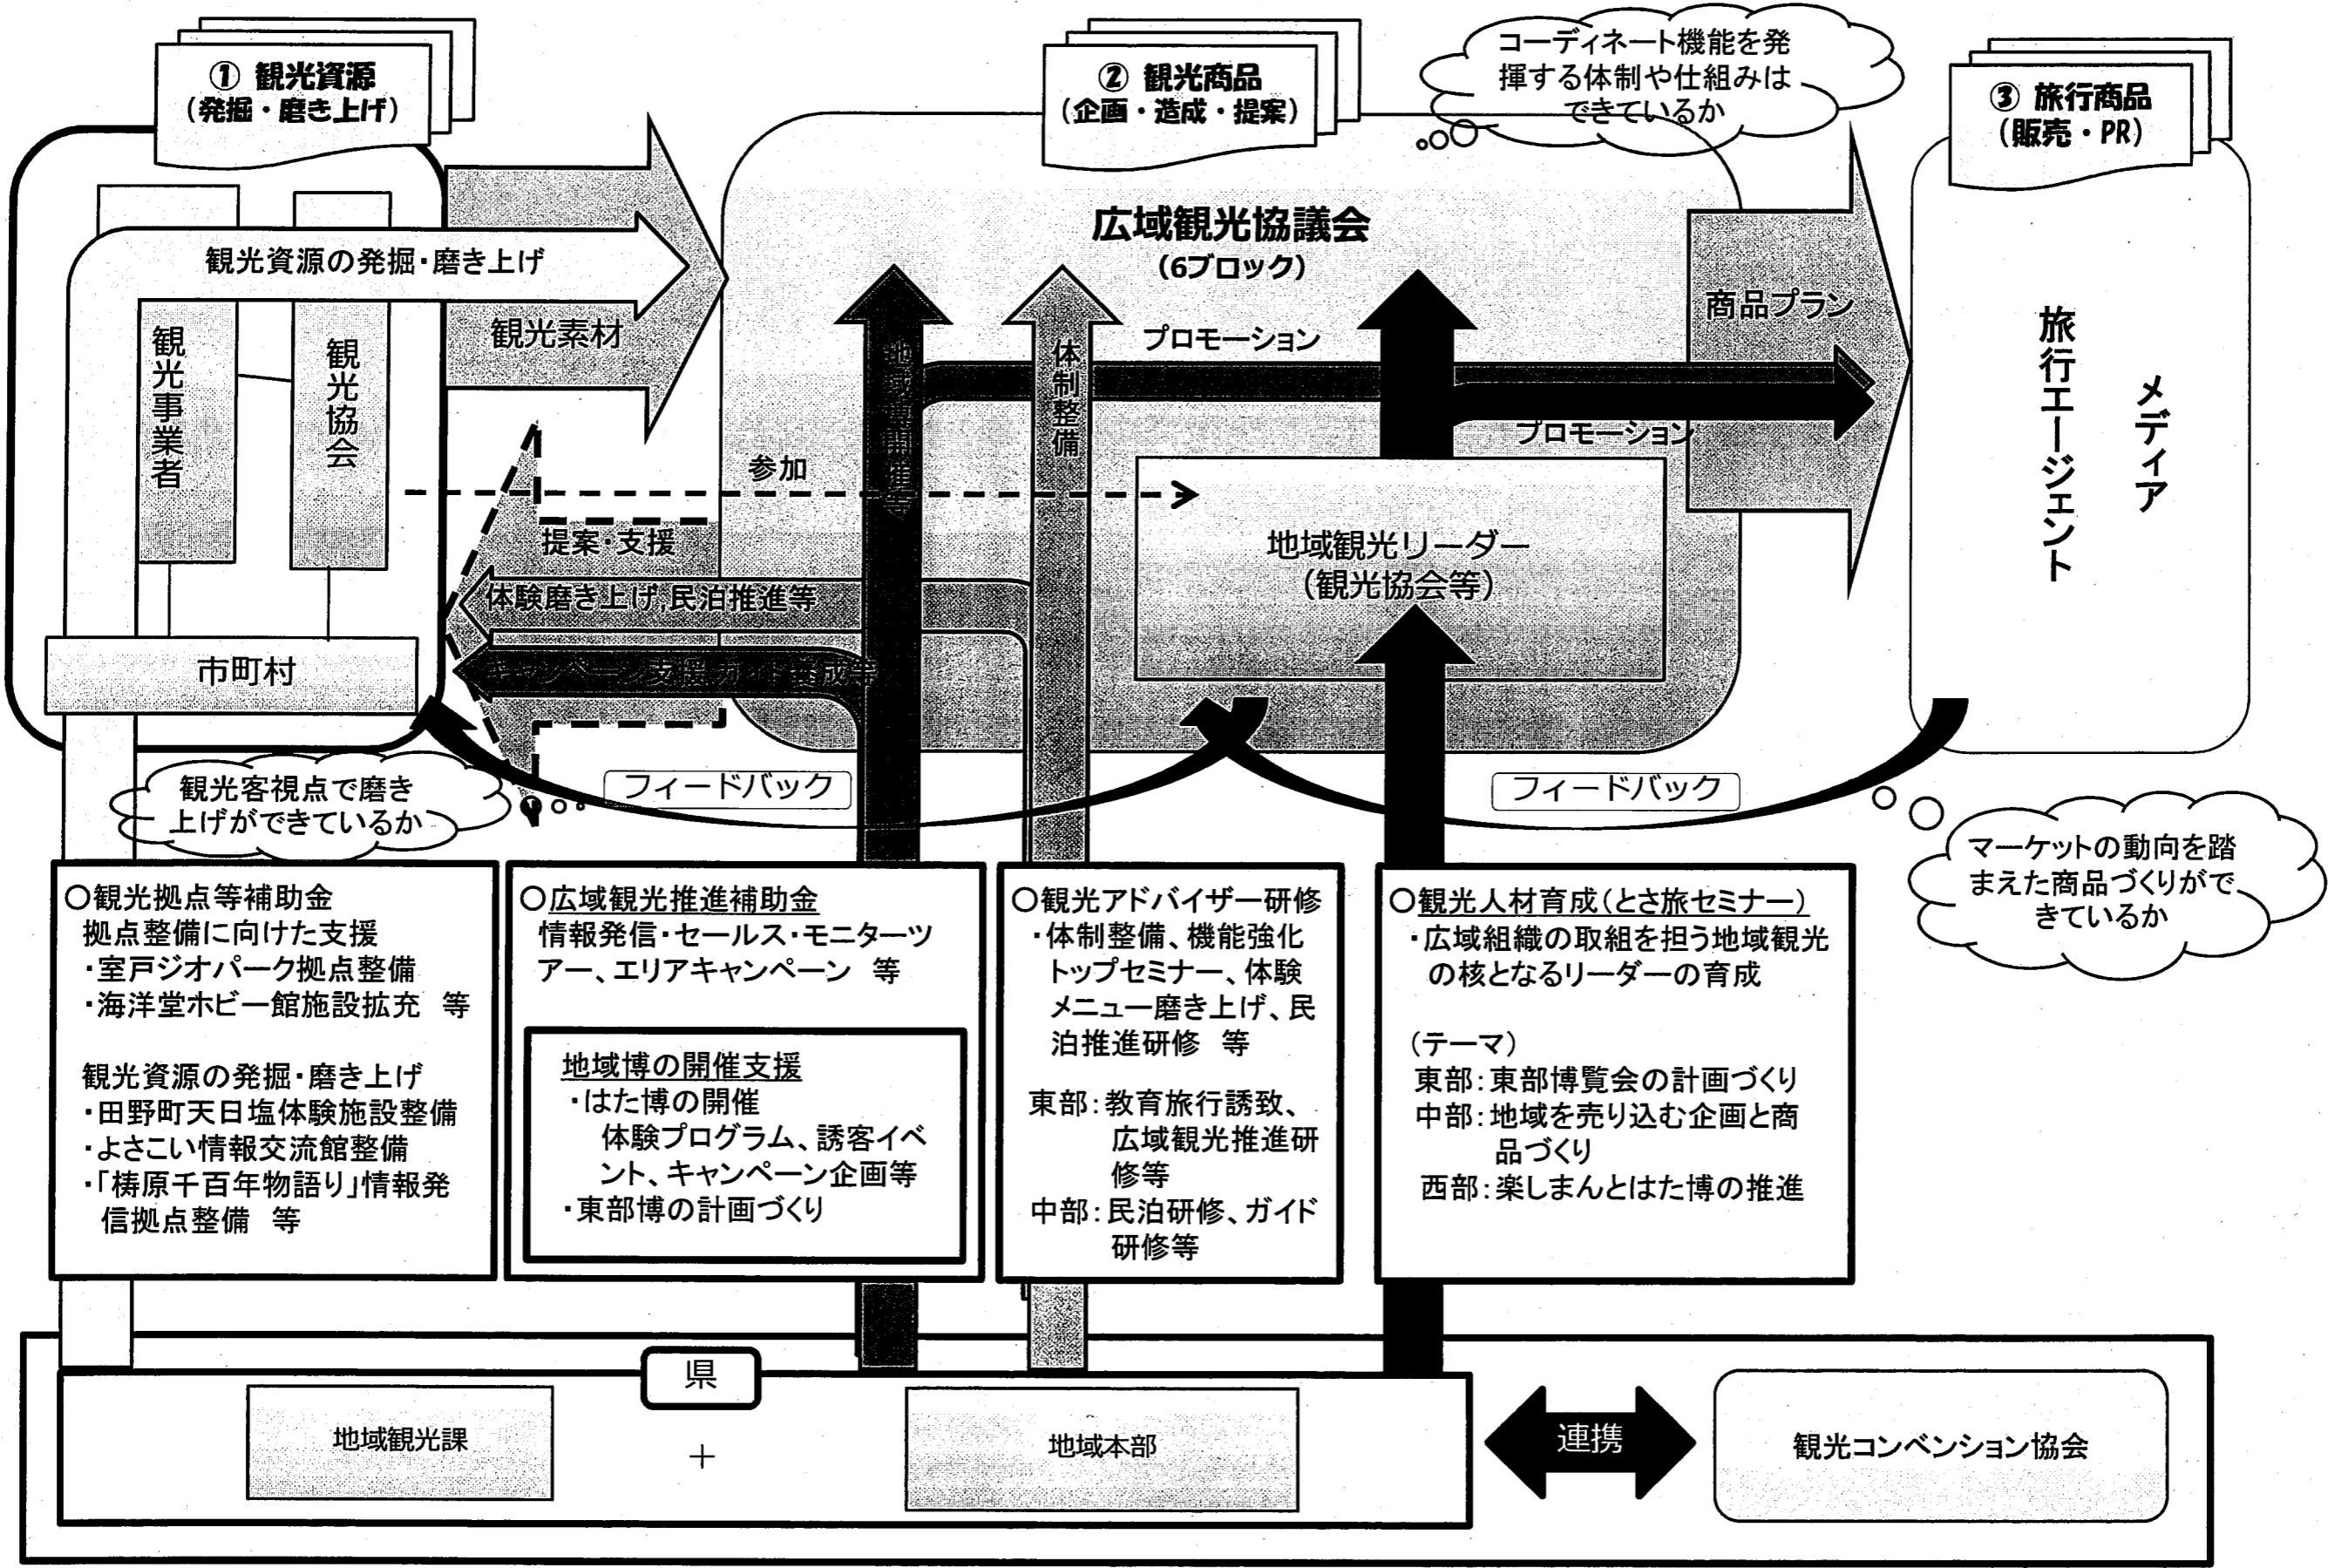 ① 観光資源
(発掘・磨き上げ)
② 観光商品
(企画・造成・提案)
コーディネート機能を発
揮する体制や仕組みは
できているか
③ 旅行商品
(販売・PR)
広域観光協議会
(6ブロック)
観光資源の発掘・磨き上げ
観光素材
観光事業者
観光協会
市町村
地域博開催等
体制整備
プロモーション
プロモーション
商品プラン
旅行エージェント
メディア
参加
提案・支援
体験磨き上げ,民泊推進等
キャンペーン支援,ガイド養成等
地域観光リーダー
(観光協会等)
フィードバック
フィードバック
観光客視点で磨き
上げができているか
マーケットの動向を踏
まえた商品づくりがで
きているか
○観光拠点等補助金
拠点整備に向けた支援
・室戸ジオパーク拠点整備
・海洋堂ホビー館施設拡充 等
観光資源の発掘・磨き上げ
・田野町天日塩体験施設整備
・よさこい情報交流館整備
・「梼原千百年物語り」情報発
信拠点整備 等
○広域観光推進補助金
情報発信・セールス・モニターツ
アー、エリアキャンペーン 等
地域博の開催支援
・はた博の開催
体験プログラム、誘客イベ
ント、キャンペーン企画等
・東部博の計画づくり
○観光アドバイザー研修
・体制整備、機能強化
トップセミナー、体験
メニュー磨き上げ、民
泊推進研修 等
東部:教育旅行誘致、
広域観光推進研
修等
中部:民泊研修、ガイド
研修等
○観光人材育成(とさ旅セミナー)
・広域組織の取組を担う地域観光
の核となるリーダーの育成
(テーマ)
東部:東部博覧会の計画づくり
中部:地域を売り込む企画と商
品づくり
西部:楽しまんとはた博の推進
県
地域観光課
+
地域本部
連携
観光コンベンション協会